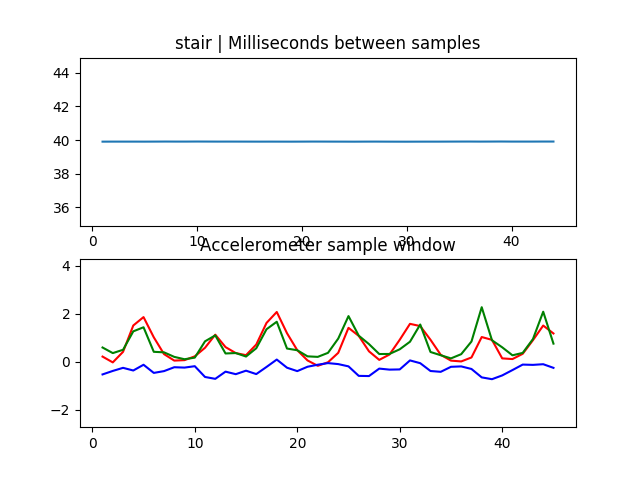 stair | Milliseconds between samples
44
42
40
38
36
0 10 20 30 40
Accelerometer sample window
4
2
0
−2
0 10 20 30 40